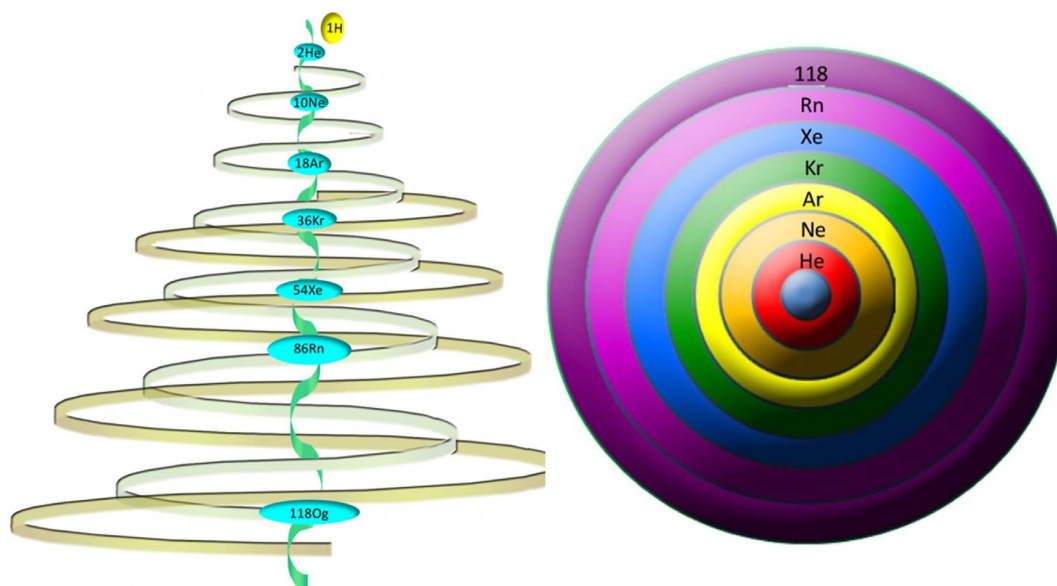 1H
2He
10Ne
18Ar
36Kr
54Xe
86Rn
118Og
118
Rn
Xe
Kr
Ar
Ne
He